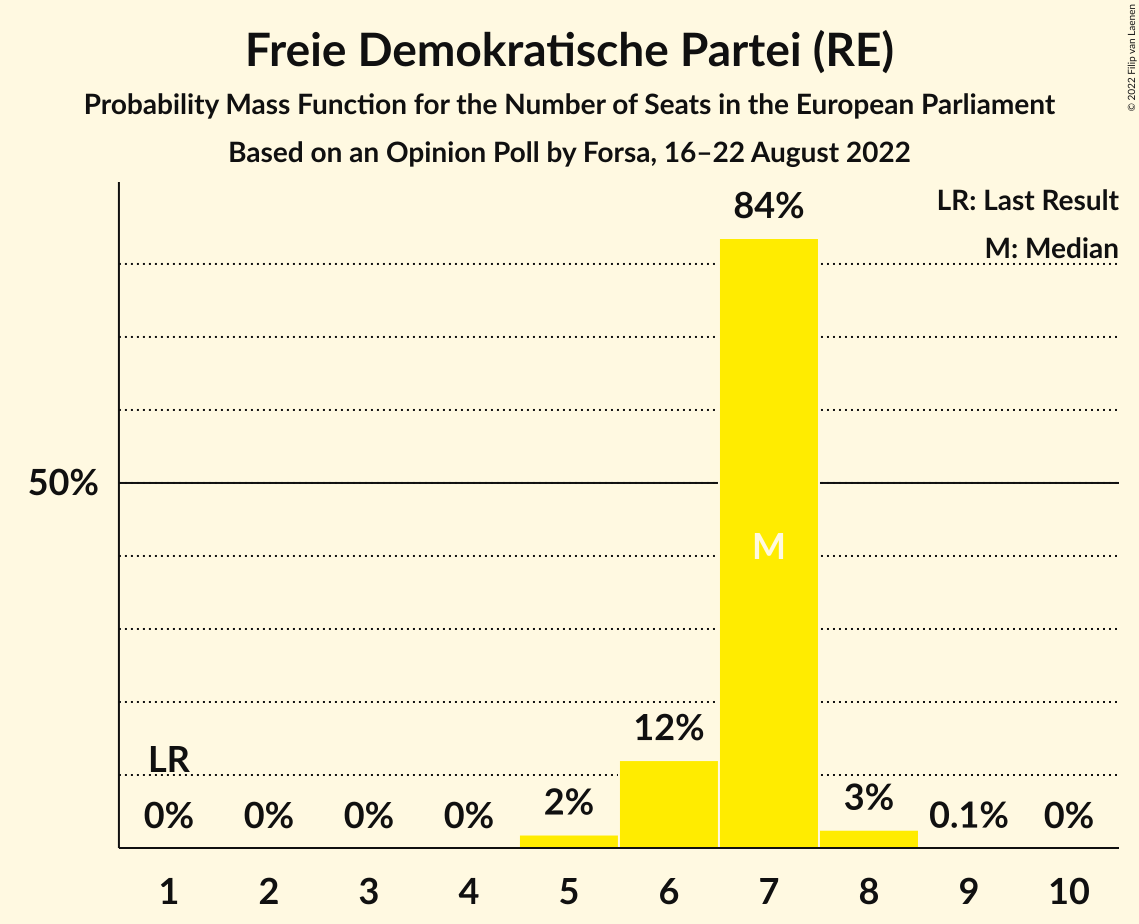 Freie Demokratische Partei (RE)
Probability Mass Function for the Number of Seats in the European Parliament
Based on an Opinion Poll by Forsa, 16–22 August 2022
© 2022 Filip van Laenen
LR: Last Result
M: Median
84%
50%
M
12%
LR
0%
0%
0%
0%
2%
3%
0.1%
0%
1 2 3 4 5 6 7 8 9 10